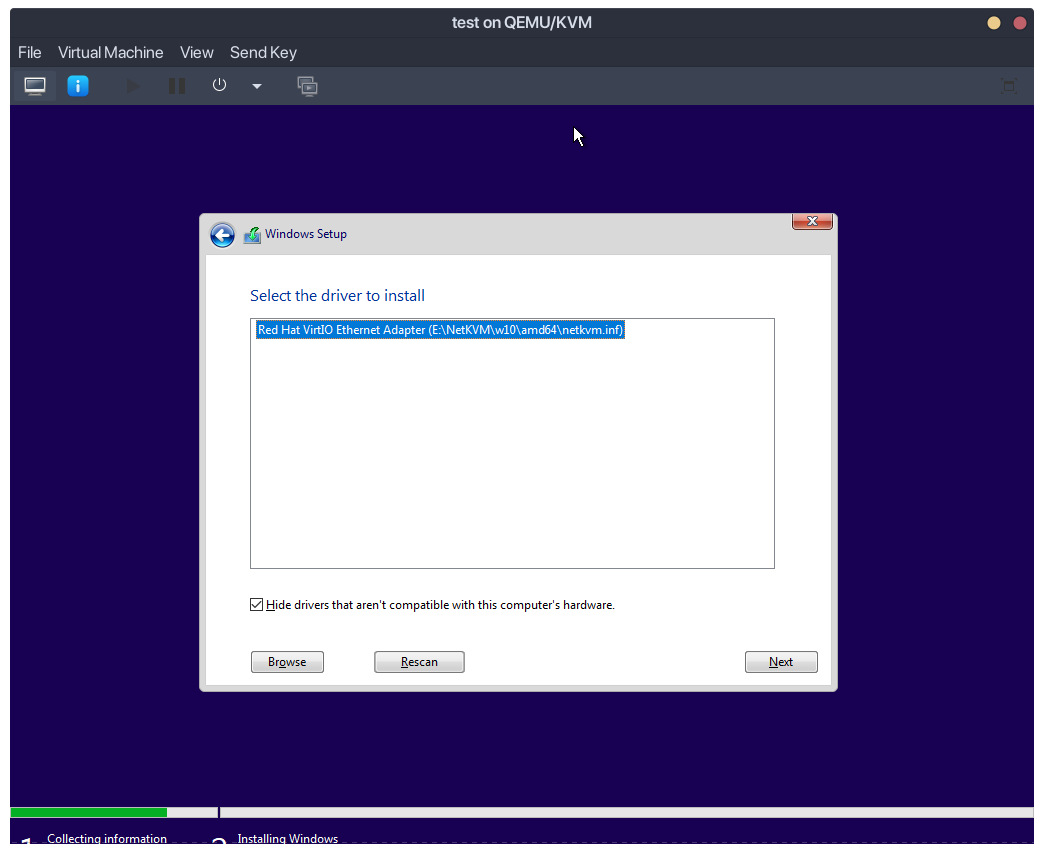 test on QEMU/KVM
File Virtual Machine View Send Key
Windows Setup
Select the driver to install
Red Hat VirtIO Ethernet Adapter (E:\NetKVM\w10\amd64\netkvm.inf)
Hide drivers that aren't compatible with this computer's hardware.
Browse Rescan Next
1 Collecting information 2 Installing Windows